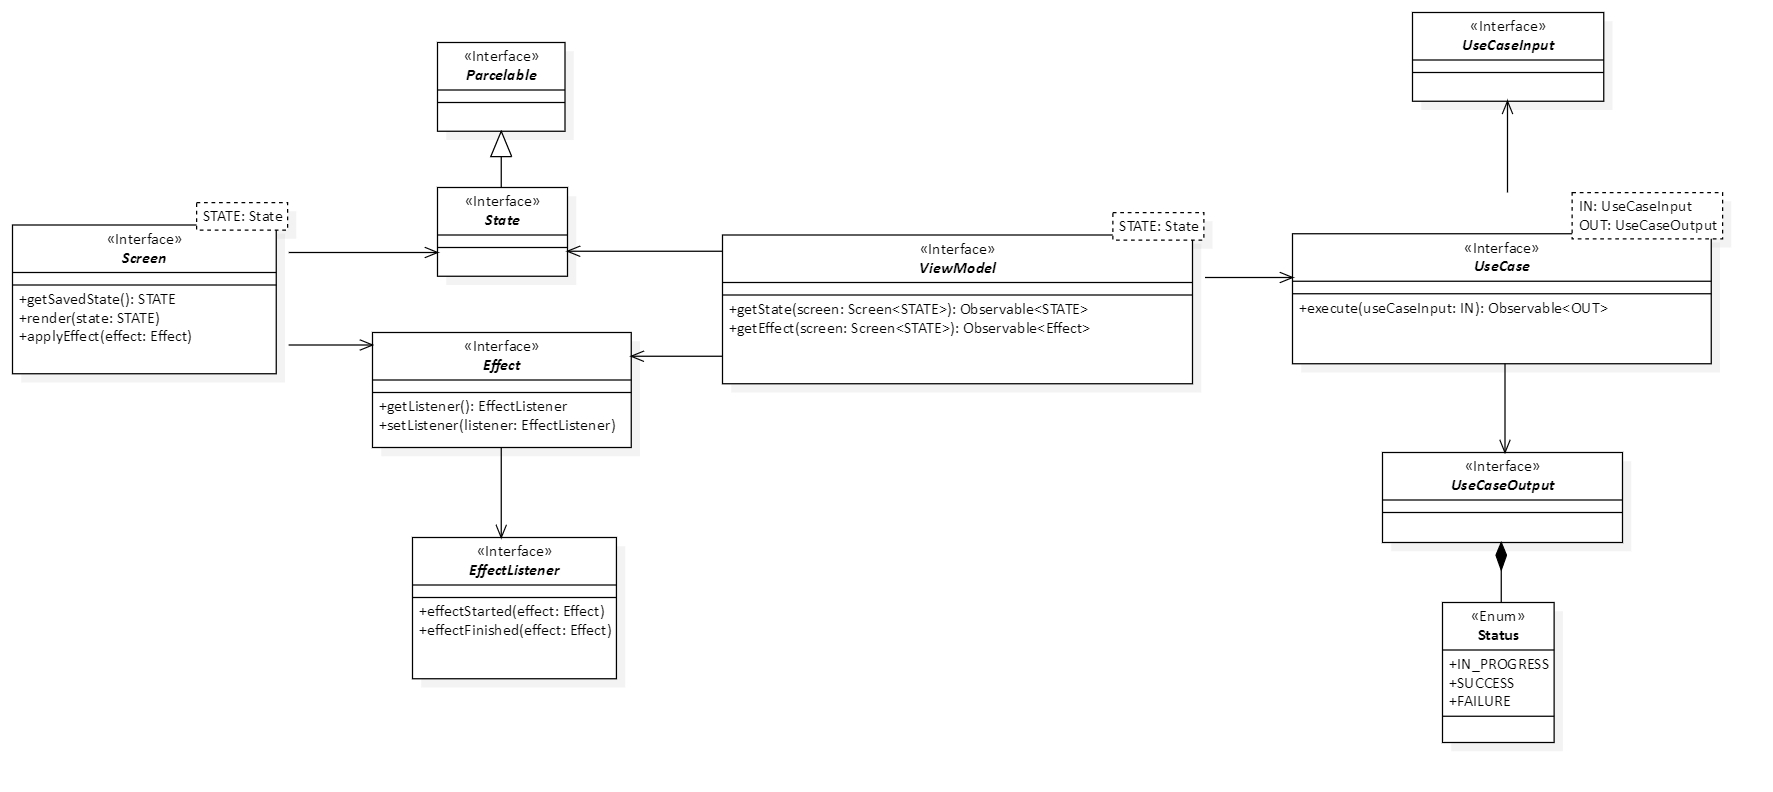 «Interface»
Parcelable
«Interface»
State
STATE: State
«Interface»
Screen
+getSavedState(): STATE
+render(state: STATE)
+applyEffect(effect: Effect)
«Interface»
Effect
+getListener(): EffectListener
+setListener(listener: EffectListener)
«Interface»
EffectListener
+effectStarted(effect: Effect)
+effectFinished(effect: Effect)
STATE: State
«Interface»
ViewModel
+getState(screen: Screen<STATE>): Observable<STATE>
+getEffect(screen: Screen<STATE>): Observable<Effect>
«Interface»
UseCaseInput
IN: UseCaseInput
OUT: UseCaseOutput
«Interface»
UseCase
+execute(useCaseInput: IN): Observable<OUT>
«Interface»
UseCaseOutput
«Enum»
Status
+IN_PROGRESS
+SUCCESS
+FAILURE